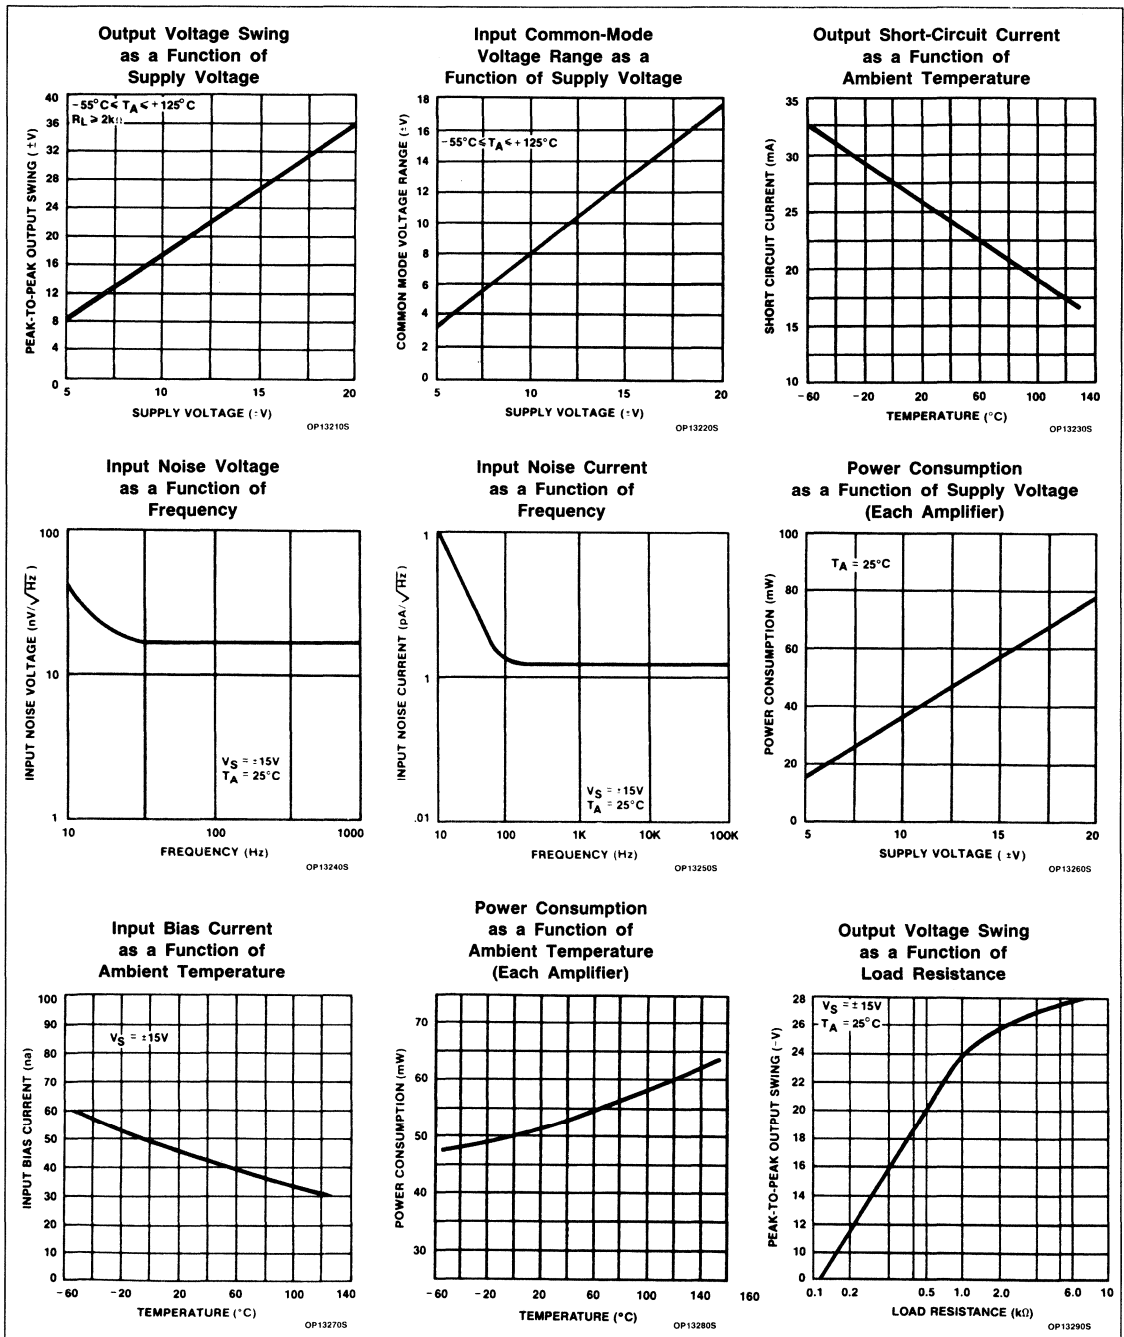 Output Voltage Swing
as a Function of
Supply Voltage
PEAK-TO-PEAK OUTPUT SWING (±V)
40
36
32
28
24
20
16
12
8
4
0
-55°C ≤ TA ≤ +125°C
RL ≥ 2kΩ
5
10
15
20
SUPPLY VOLTAGE (±V)
OP13210S
Input Common-Mode
Voltage Range as a
Function of Supply Voltage
COMMON MODE VOLTAGE RANGE (±V)
18
16
14
12
10
8
6
4
2
0
-55°C ≤ TA ≤ +125°C
5
10
15
20
SUPPLY VOLTAGE (±V)
OP13220S
Output Short-Circuit Current
as a Function of
Ambient Temperature
SHORT CIRCUIT CURRENT (mA)
35
30
25
20
15
10
-60
-20
20
60
100
140
TEMPERATURE (°C)
OP13230S
Input Noise Voltage
as a Function of
Frequency
INPUT NOISE VOLTAGE (nV/√Hz)
100
10
1
VS = ±15V
TA = 25°C
10
100
1000
FREQUENCY (Hz)
OP13240S
Input Noise Current
as a Function of
Frequency
INPUT NOISE CURRENT (pA/√Hz)
1
1
.01
VS = ±15V
TA = 25°C
10
100
1K
10K
100K
FREQUENCY (Hz)
OP13250S
Power Consumption
as a Function of Supply Voltage
(Each Amplifier)
POWER CONSUMPTION (mW)
100
80
60
40
20
0
TA = 25°C
5
10
15
20
SUPPLY VOLTAGE (±V)
OP13260S
Input Bias Current
as a Function of
Ambient Temperature
INPUT BIAS CURRENT (na)
100
90
80
70
60
50
40
30
20
10
0
VS = ±15V
-60
-20
20
60
100
140
TEMPERATURE (°C)
OP13270S
Power Consumption
as a Function of
Ambient Temperature
(Each Amplifier)
POWER CONSUMPTION (mW)
70
60
50
40
30
-60
-20
20
60
100
140
160
TEMPERATURE (°C)
OP13280S
Output Voltage Swing
as a Function of
Load Resistance
PEAK-TO-PEAK OUTPUT SWING (-V)
28
26
24
22
20
18
16
14
12
10
0
VS = ±15V
TA = 25°C
0.1
0.2
0.5
1.0
2.0
6.0
10
LOAD RESISTANCE (kΩ)
OP13290S